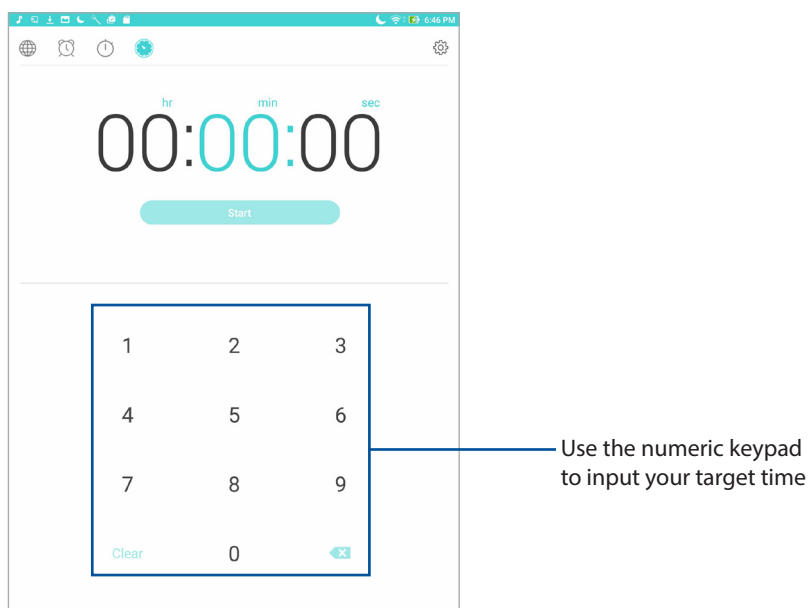 6:46 PM
hr min sec
00:00:00
Start
1 2 3
4 5 6
7 8 9
Clear 0
Use the numeric keypad
to input your target time